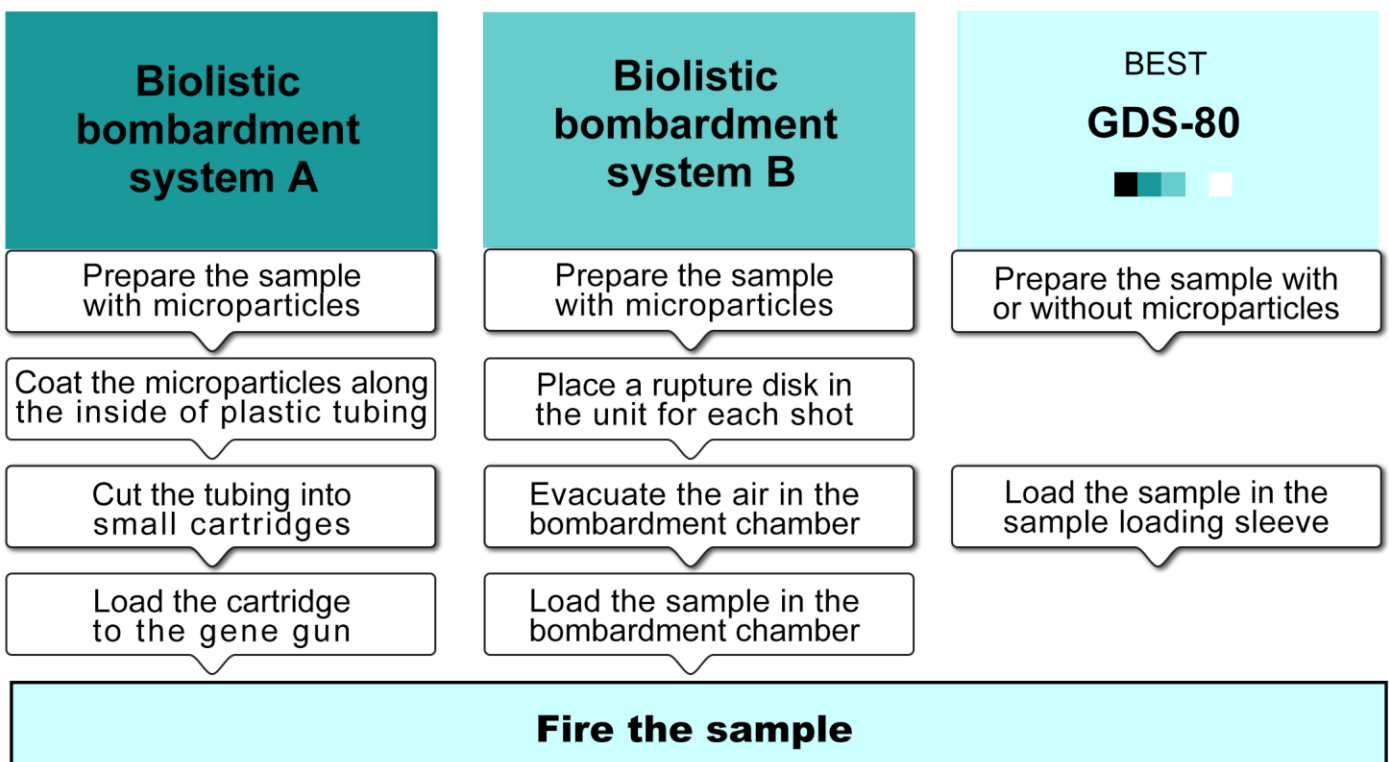 Biolistic
bombardment
system A
Prepare the sample
with microparticles
Coat the microparticles along
the inside of plastic tubing
Cut the tubing into
small cartridges
Load the cartridge
to the gene gun
Biolistic
bombardment
system B
Prepare the sample
with microparticles
Place a rupture disk in
the unit for each shot
Evacuate the air in the
bombardment chamber
Load the sample in the
bombardment chamber
BEST
GDS-80
Prepare the sample with
or without microparticles
Load the sample in the
sample loading sleeve
Fire the sample